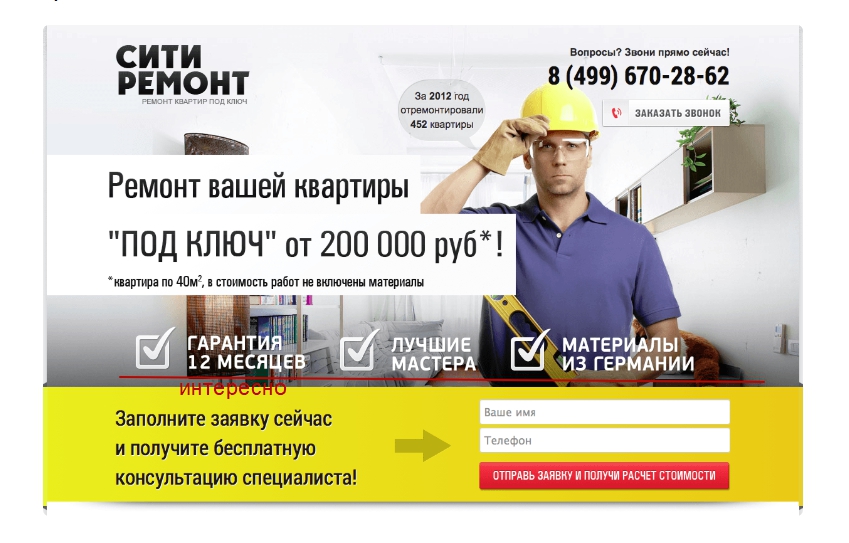 СИТИ
РЕМОНТ
РЕМОНТ КВАРТИР ПОД КЛЮЧ
Вопросы? Звони прямо сейчас!
8 (499) 670-28-62
ЗАКАЗАТЬ ЗВОНОК
За 2012 год
отремонтировали
452 квартиры
Ремонт вашей квартиры
"ПОД КЛЮЧ" от 200 000 руб*!
*квартира по 40м², в стоимость работ не включены материалы
ГАРАНТИЯ
12 МЕСЯЦЕВ
ЛУЧШИЕ
МАСТЕРА
МАТЕРИАЛЫ
ИЗ ГЕРМАНИИ
интересно
Заполните заявку сейчас
и получите бесплатную
консультацию специалиста!
Ваше имя
Телефон
ОТПРАВЬ ЗАЯВКУ И ПОЛУЧИ РАСЧЕТ СТОИМОСТИ